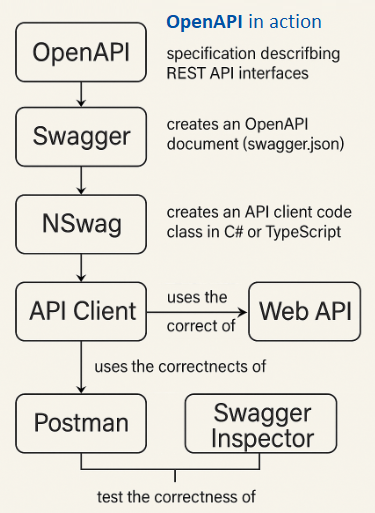 OpenAPI in action
OpenAPI
specification descrifbing
REST API interfaces
Swagger
creates an OpenAPI
document (swagger.json)
NSwag
creates an API client code
class in C# or TypeScript
API Client
uses the
correct of
Web API
uses the correctnects of
Postman
Swagger
Inspector
test the correctness of